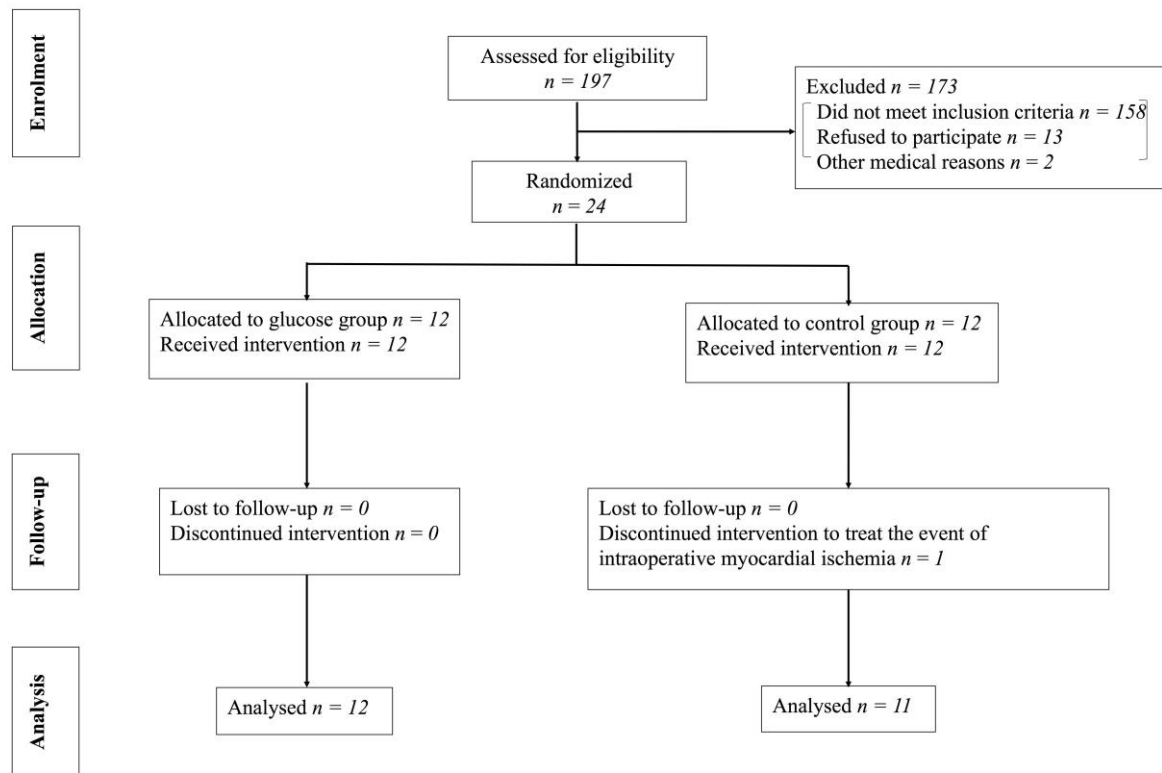 Enrolment
Assessed for eligibility
n = 197
Excluded n = 173
Did not meet inclusion criteria n = 158
Refused to participate n = 13
Other medical reasons n = 2
Randomized
n = 24
Allocation
Allocated to glucose group n = 12
Received intervention n = 12
Allocated to control group n = 12
Received intervention n = 12
Follow-up
Lost to follow-up n = 0
Discontinued intervention n = 0
Lost to follow-up n = 0
Discontinued intervention to treat the event of
intraoperative myocardial ischemia n = 1
Analysis
Analysed n = 12
Analysed n = 11